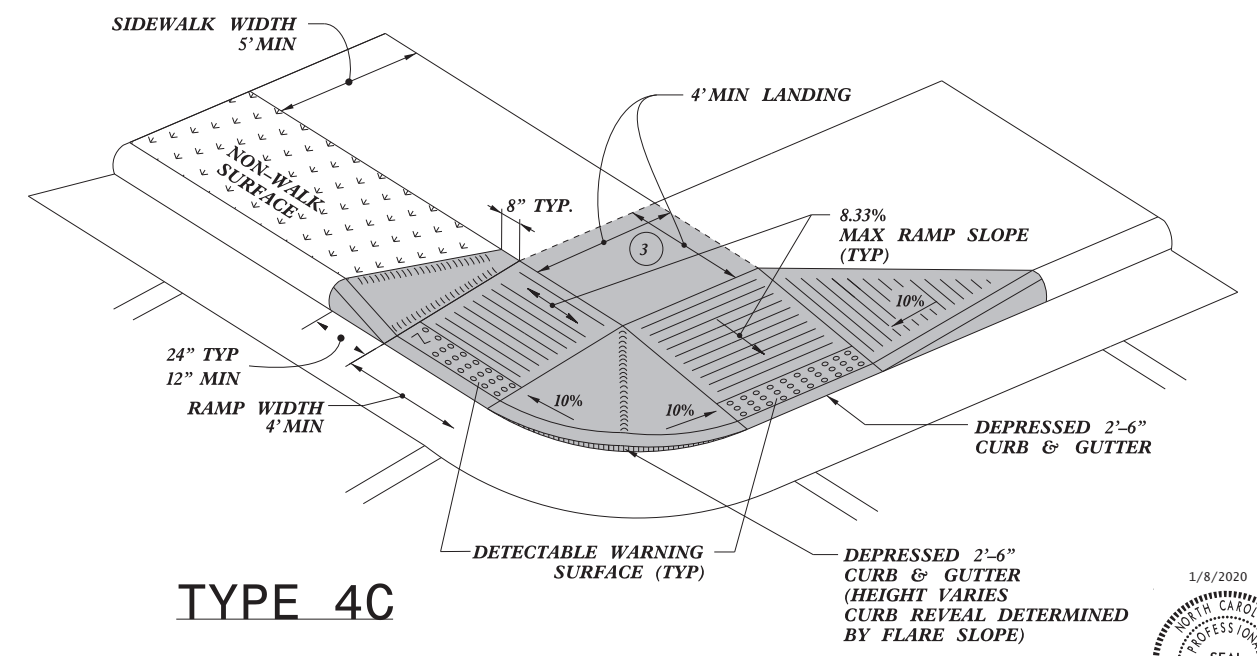 SIDEWALK WIDTH
5' MIN
4' MIN LANDING
NON-WALK
SURFACE
8" TYP.
8.33%
MAX RAMP SLOPE
(TYP)
3
10%
24" TYP
12" MIN
RAMP WIDTH
4' MIN
10%
10%
DEPRESSED 2'-6"
CURB & GUTTER
DETECTABLE WARNING
SURFACE (TYP)
DEPRESSED 2'-6"
CURB & GUTTER
(HEIGHT VARIES
CURB REVEAL DETERMINED
BY FLARE SLOPE)
TYPE 4C
1/8/2020
NORTH CAROL
PROFESSIONA